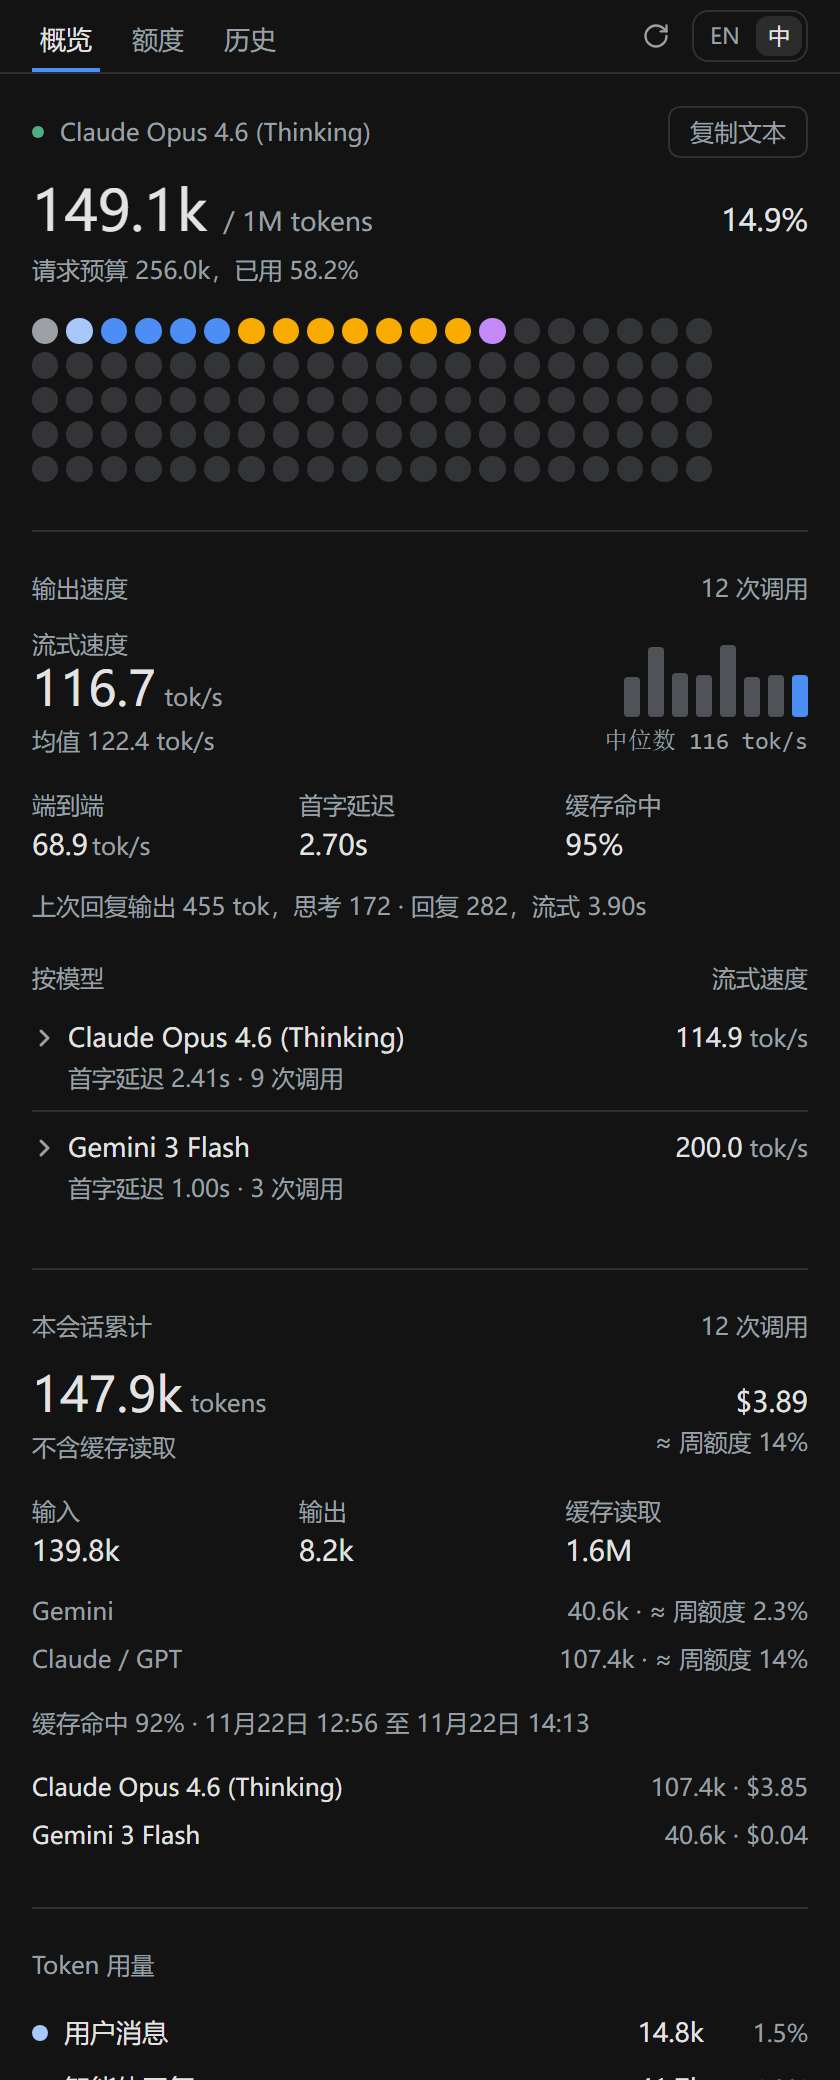 概览 额度 历史 EN 中
Claude Opus 4.6 (Thinking) 复制文本
149.1k / 1M tokens 14.9%
请求预算 256.0k，已用 58.2%
输出速度 12 次调用
流式速度
116.7 tok/s
均值 122.4 tok/s 中位数 116 tok/s
端到端 首字延迟 缓存命中
68.9 tok/s 2.70s 95%
上次回复输出 455 tok，思考 172 · 回复 282，流式 3.90s
按模型 流式速度
Claude Opus 4.6 (Thinking) 114.9 tok/s
首字延迟 2.41s · 9 次调用
Gemini 3 Flash 200.0 tok/s
首字延迟 1.00s · 3 次调用
本会话累计 12 次调用
147.9k tokens $3.89
不含缓存读取 ≈ 周额度 14%
输入 输出 缓存读取
139.8k 8.2k 1.6M
Gemini 40.6k · ≈ 周额度 2.3%
Claude / GPT 107.4k · ≈ 周额度 14%
缓存命中 92% · 11月22日 12:56 至 11月22日 14:13
Claude Opus 4.6 (Thinking) 107.4k · $3.85
Gemini 3 Flash 40.6k · $0.04
Token 用量
用户消息 14.8k 1.5%